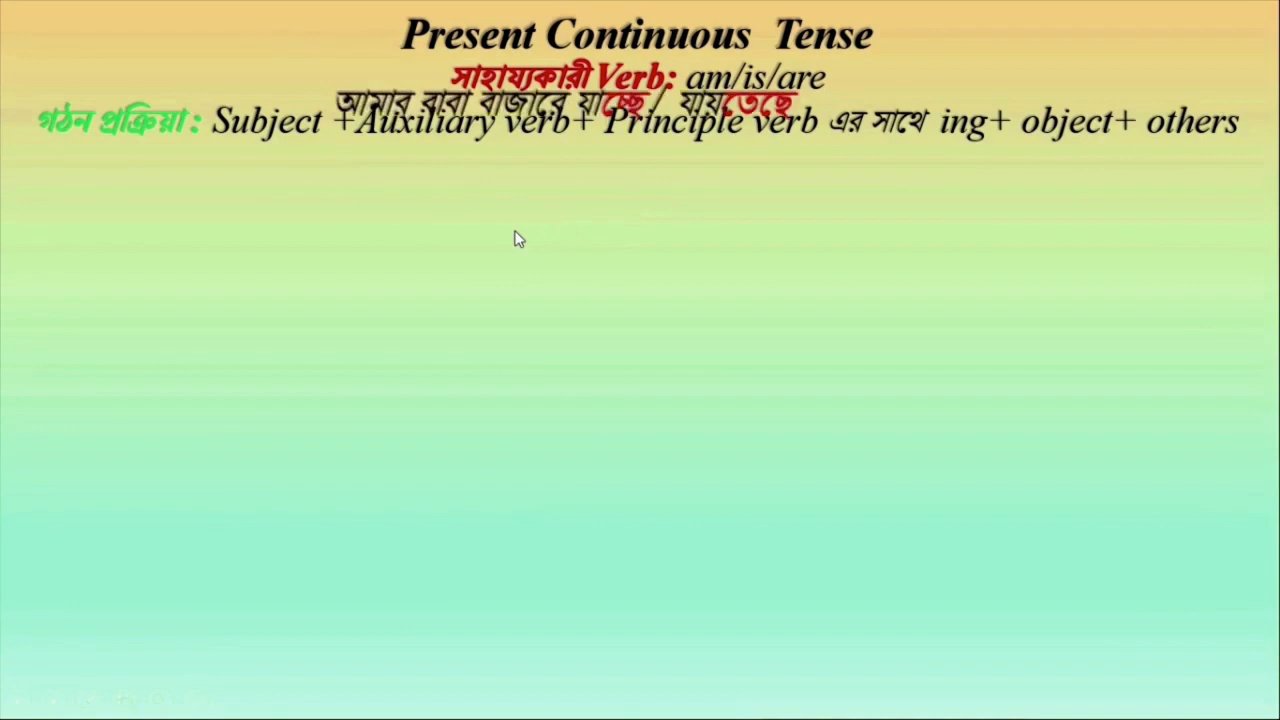 Present Continuous Tense
সাহায্যকারী Verb: am/is/are
আমার বাবা বাজারে যাচ্ছে / যায়তেছে
গঠন প্রক্রিয়া : Subject +Auxiliary verb+ Principle verb এর সাথে ing+ object+ others